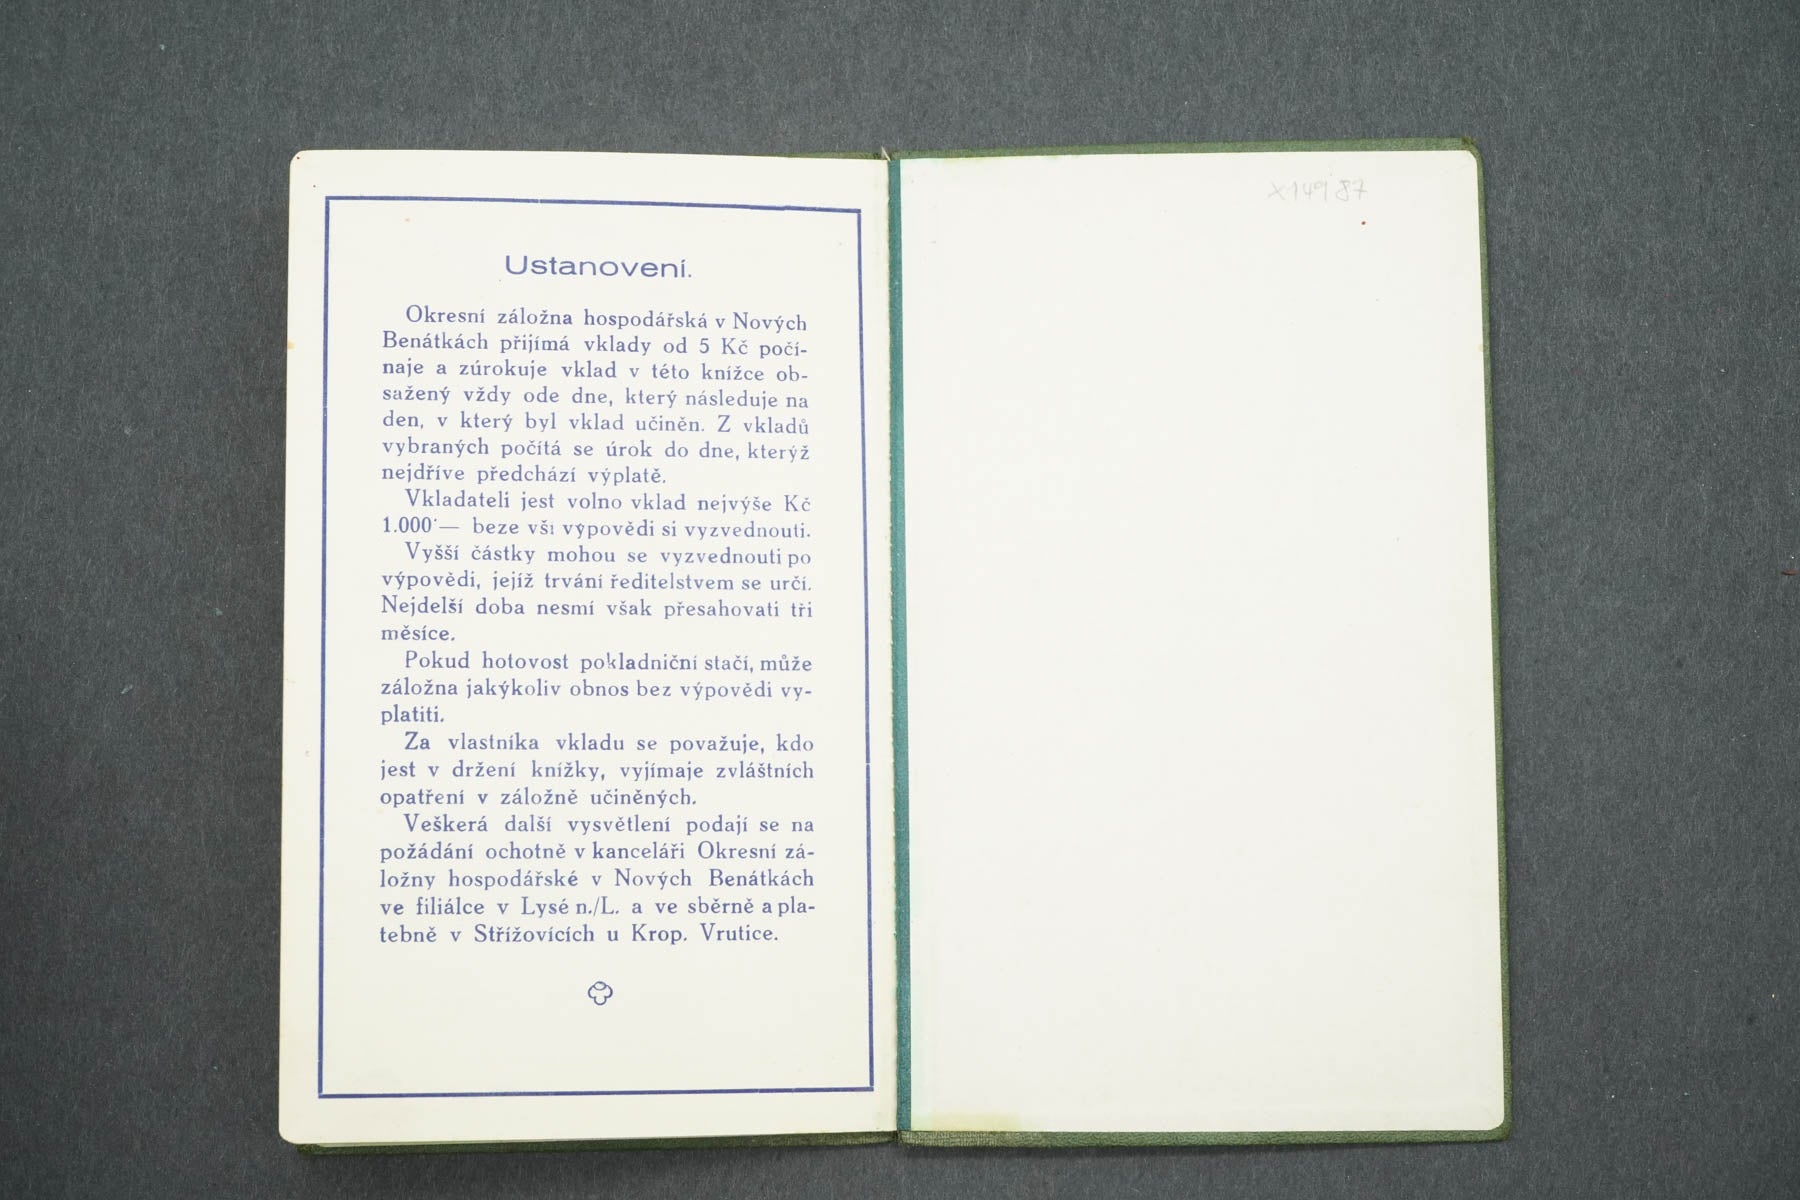 Ustanovení.
Okresní záložna hospodářská v Nových
Benátkách přijímá vklady od 5 Kč počí-
naje a zúrokuje vklad v této knížce ob-
sažený vždy ode dne, který následuje na
den, v který byl vklad učiněn. Z vkladů
vybraných počítá se úrok do dne, kterýž
nejdříve předchází výplatě.
Vkladateli jest volno vklad nejvýše Kč
1.000·— beze vší výpovědi si vyzvednouti.
Vyšší částky mohou se vyzvednouti po
výpovědi, jejíž trvání ředitelstvem se určí.
Nejdelší doba nesmí však přesahovati tři
měsíce.
Pokud hotovost pokladniční stačí, může
záložna jakýkoliv obnos bez výpovědi vy-
platiti.
Za vlastníka vkladu se považuje, kdo
jest v držení knížky, vyjímaje zvláštních
opatření v záložně učiněných.
Veškerá další vysvětlení podají se na
požádání ochotně v kanceláři Okresní zá-
ložny hospodářské v Nových Benátkách
ve filiálce v Lysé n./L. a ve sběrně a pla-
tebně v Střížovících u Krop. Vrutice.
X149'87